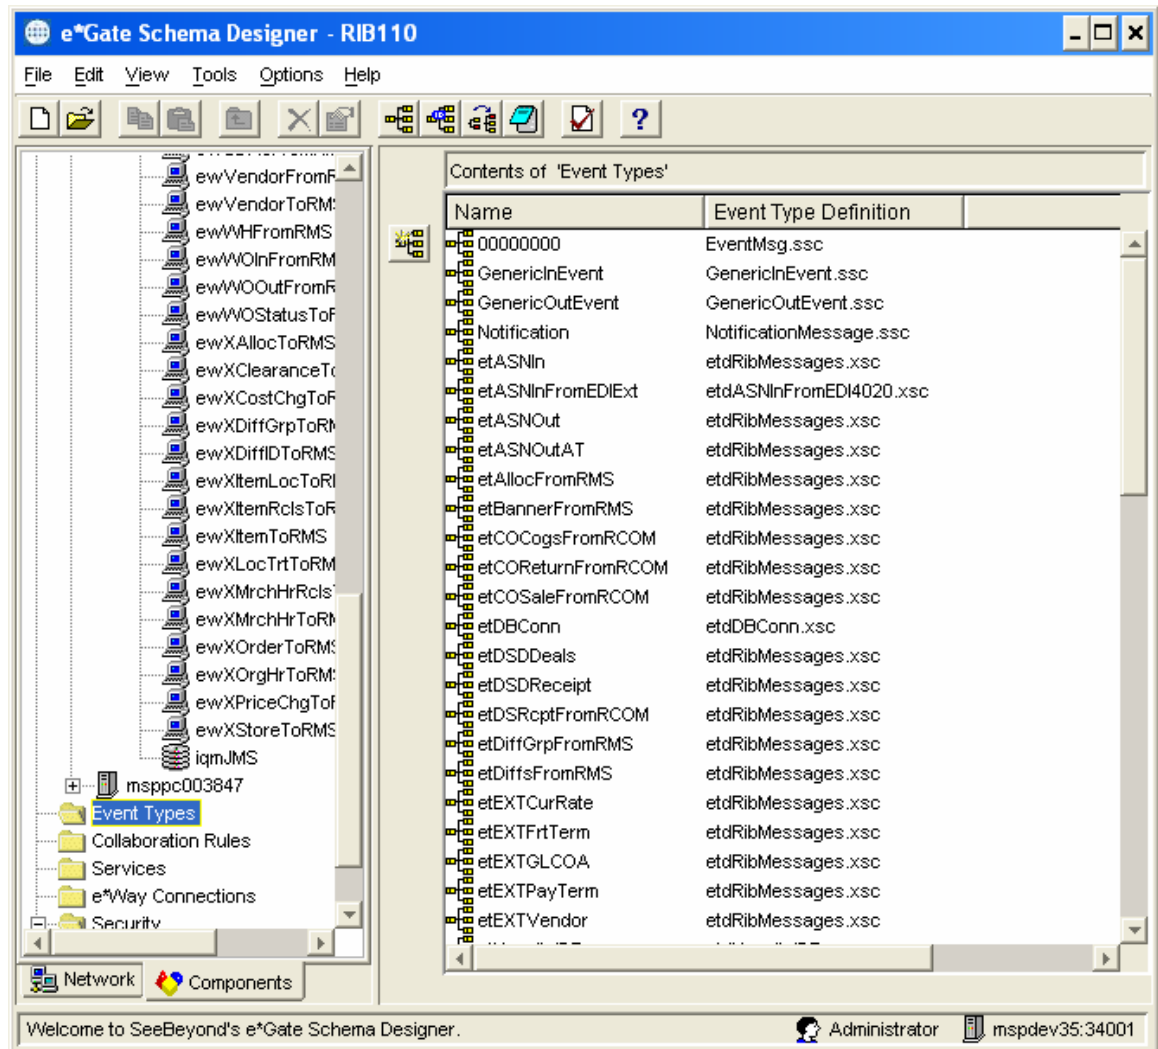 e*Gate Schema Designer - RIB110
File Edit View Tools Options Help
ewVendorFromR
ewVendorToRM
ewWHFromRMS
ewWOInFromRM
ewWOOutFromR
ewWOStatusToR
ewXAllocToRMS
ewXClearanceTo
ewXCostChgToR
ewXDiffGrpToRM
ewXDiffIDToRMS
ewXItemLocToRI
ewXItemRclsToR
ewXItemToRMS
ewXLocTrtToRM
ewXMrchHrRcls
ewXMrchHrToRM
ewXOrderToRMS
ewXOrgHrToRM
ewXPriceChgToF
ewXStoreToRMS
iqmJMS
msppc003847
Event Types
Collaboration Rules
Services
e*Way Connections
Security
Network Components
Contents of 'Event Types'
Name Event Type Definition
00000000 EventMsg.ssc
GenericInEvent GenericInEvent.ssc
GenericOutEvent GenericOutEvent.ssc
Notification NotificationMessage.ssc
etASNIn etdRibMessages.xsc
etASNInFromEDIExt etdASNInFromEDI4020.xsc
etASNOut etdRibMessages.xsc
etASNOutAT etdRibMessages.xsc
etAllocFromRMS etdRibMessages.xsc
etBannerFromRMS etdRibMessages.xsc
etCOCogsFromRCOM etdRibMessages.xsc
etCOReturnFromRCOM etdRibMessages.xsc
etCOSaleFromRCOM etdRibMessages.xsc
etDBConn etdDBConn.xsc
etDSDDeals etdRibMessages.xsc
etDSDReceipt etdRibMessages.xsc
etDSRcptFromRCOM etdRibMessages.xsc
etDiffGrpFromRMS etdRibMessages.xsc
etDiffsFromRMS etdRibMessages.xsc
etEXTCurRate etdRibMessages.xsc
etEXTFrtTerm etdRibMessages.xsc
etEXTGLCOA etdRibMessages.xsc
etEXTPayTerm etdRibMessages.xsc
etEXTVendor etdRibMessages.xsc
Welcome to SeeBeyond's e*Gate Schema Designer. Administrator mspdev35:34001